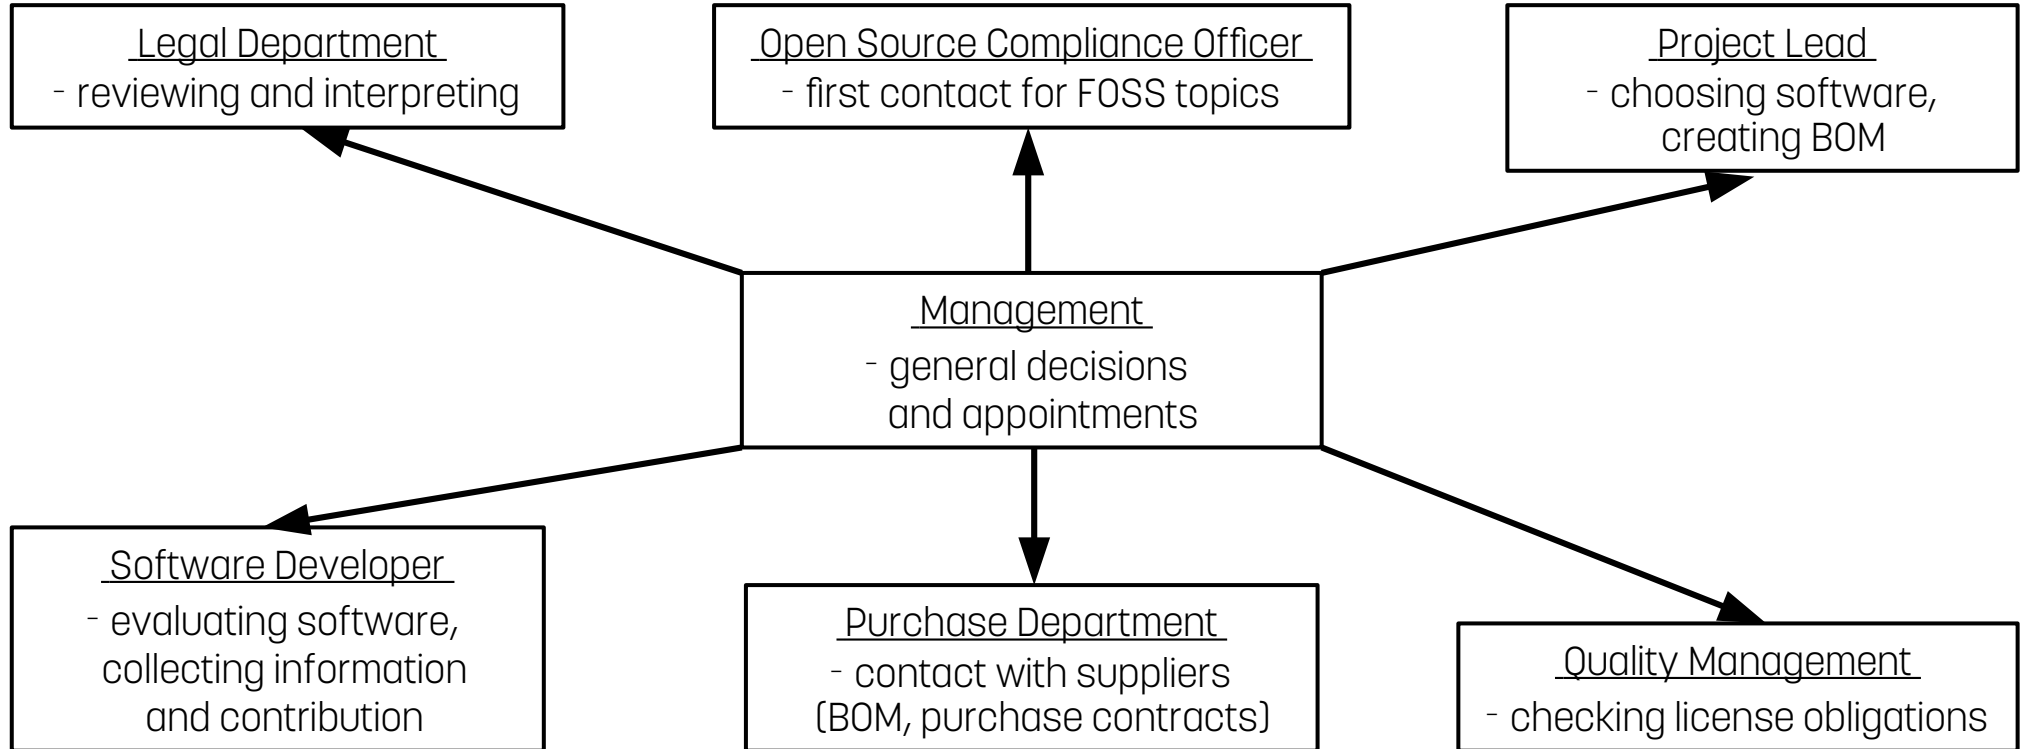 Legal Department
- reviewing and interpreting
Open Source Compliance Officer
- first contact for FOSS topics
Project Lead
- choosing software,
creating BOM
Management
- general decisions
and appointments
Software Developer
- evaluating software,
collecting information
and contribution
Purchase Department
- contact with suppliers
(BOM, purchase contracts)
Quality Management
- checking license obligations